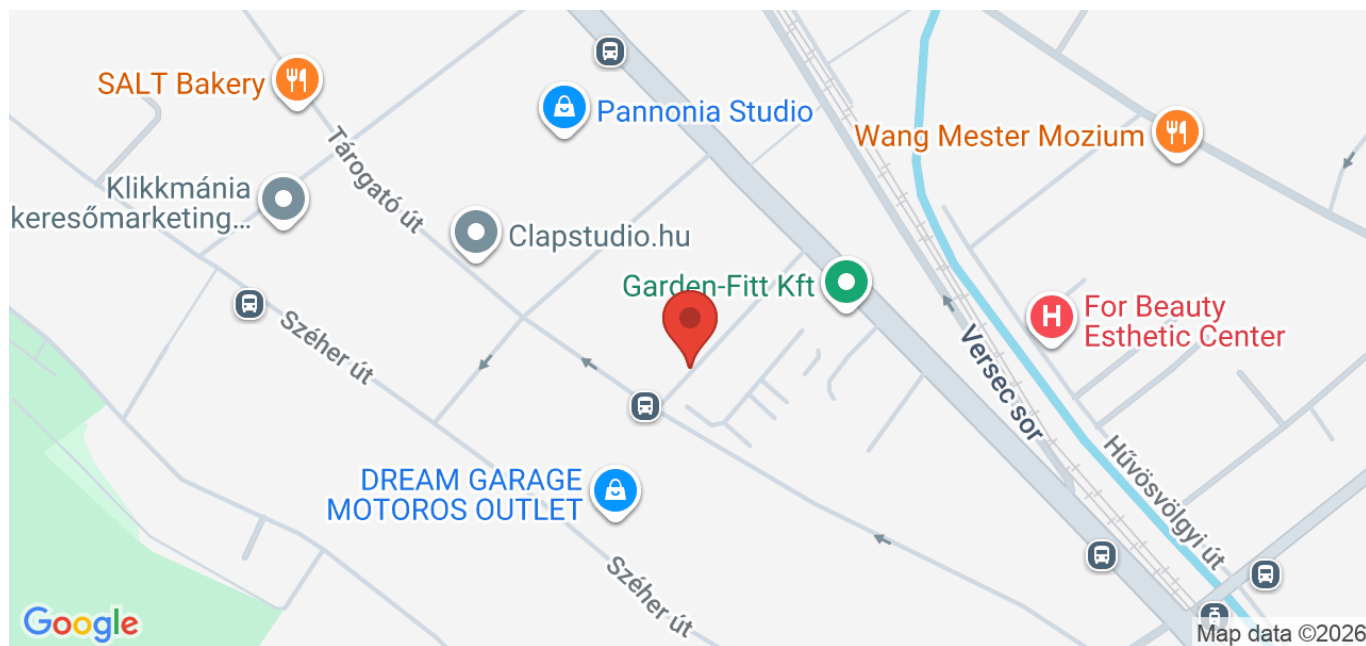 SALT Bakery
Pannonia Studio
Wang Mester Mozium
Tárogató út
Klikkmánia
keresőmarketing...
Clapstudio.hu
Garden-Fitt Kft
For Beauty
Esthetic Center
H
Széher út
Versec sor
Hűvösvölgyi út
DREAM GARAGE
MOTOROS OUTLET
Széher út
Google
Map data ©2026